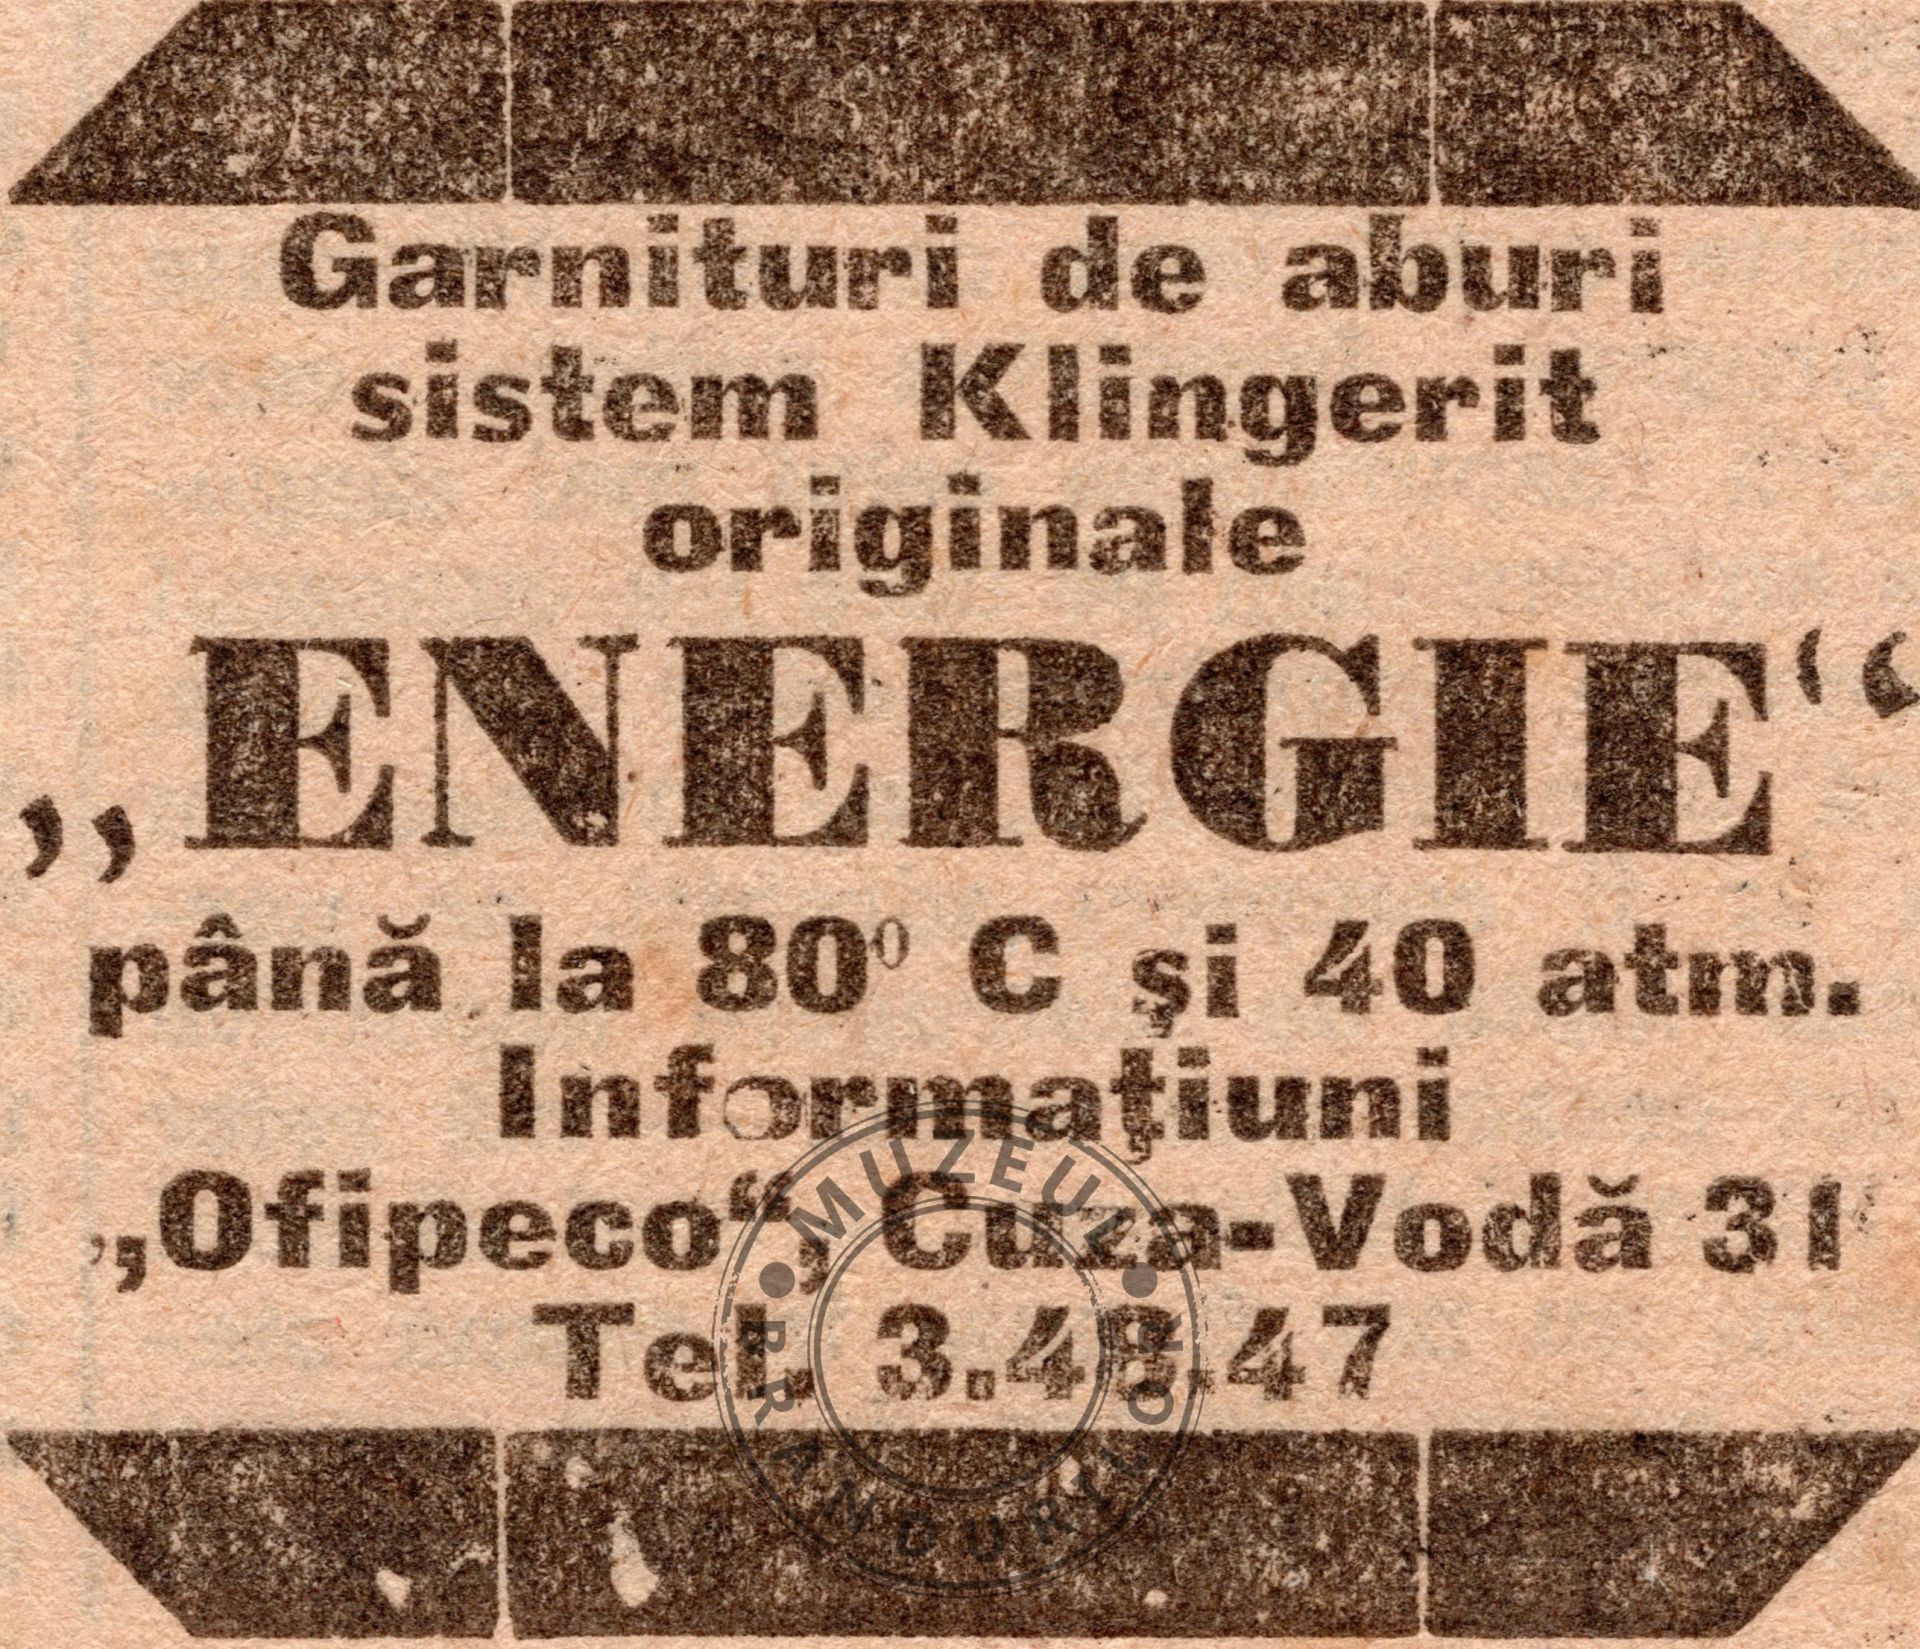 Garnituri de aburi
sistem Klingerit
originale
„ENERGIE“
până la 80⁰ C şi 40 atm.
Informaţiuni
„Ofipeco“, Cuza-Vodă 31
Tel. 3.48.47
MUZEUL
BRANDURILOR